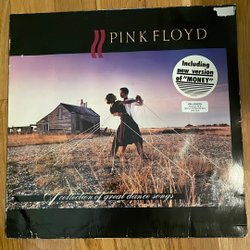 PINK FLOYD
Including
new version
of "MONEY"
A collection of great dance songs